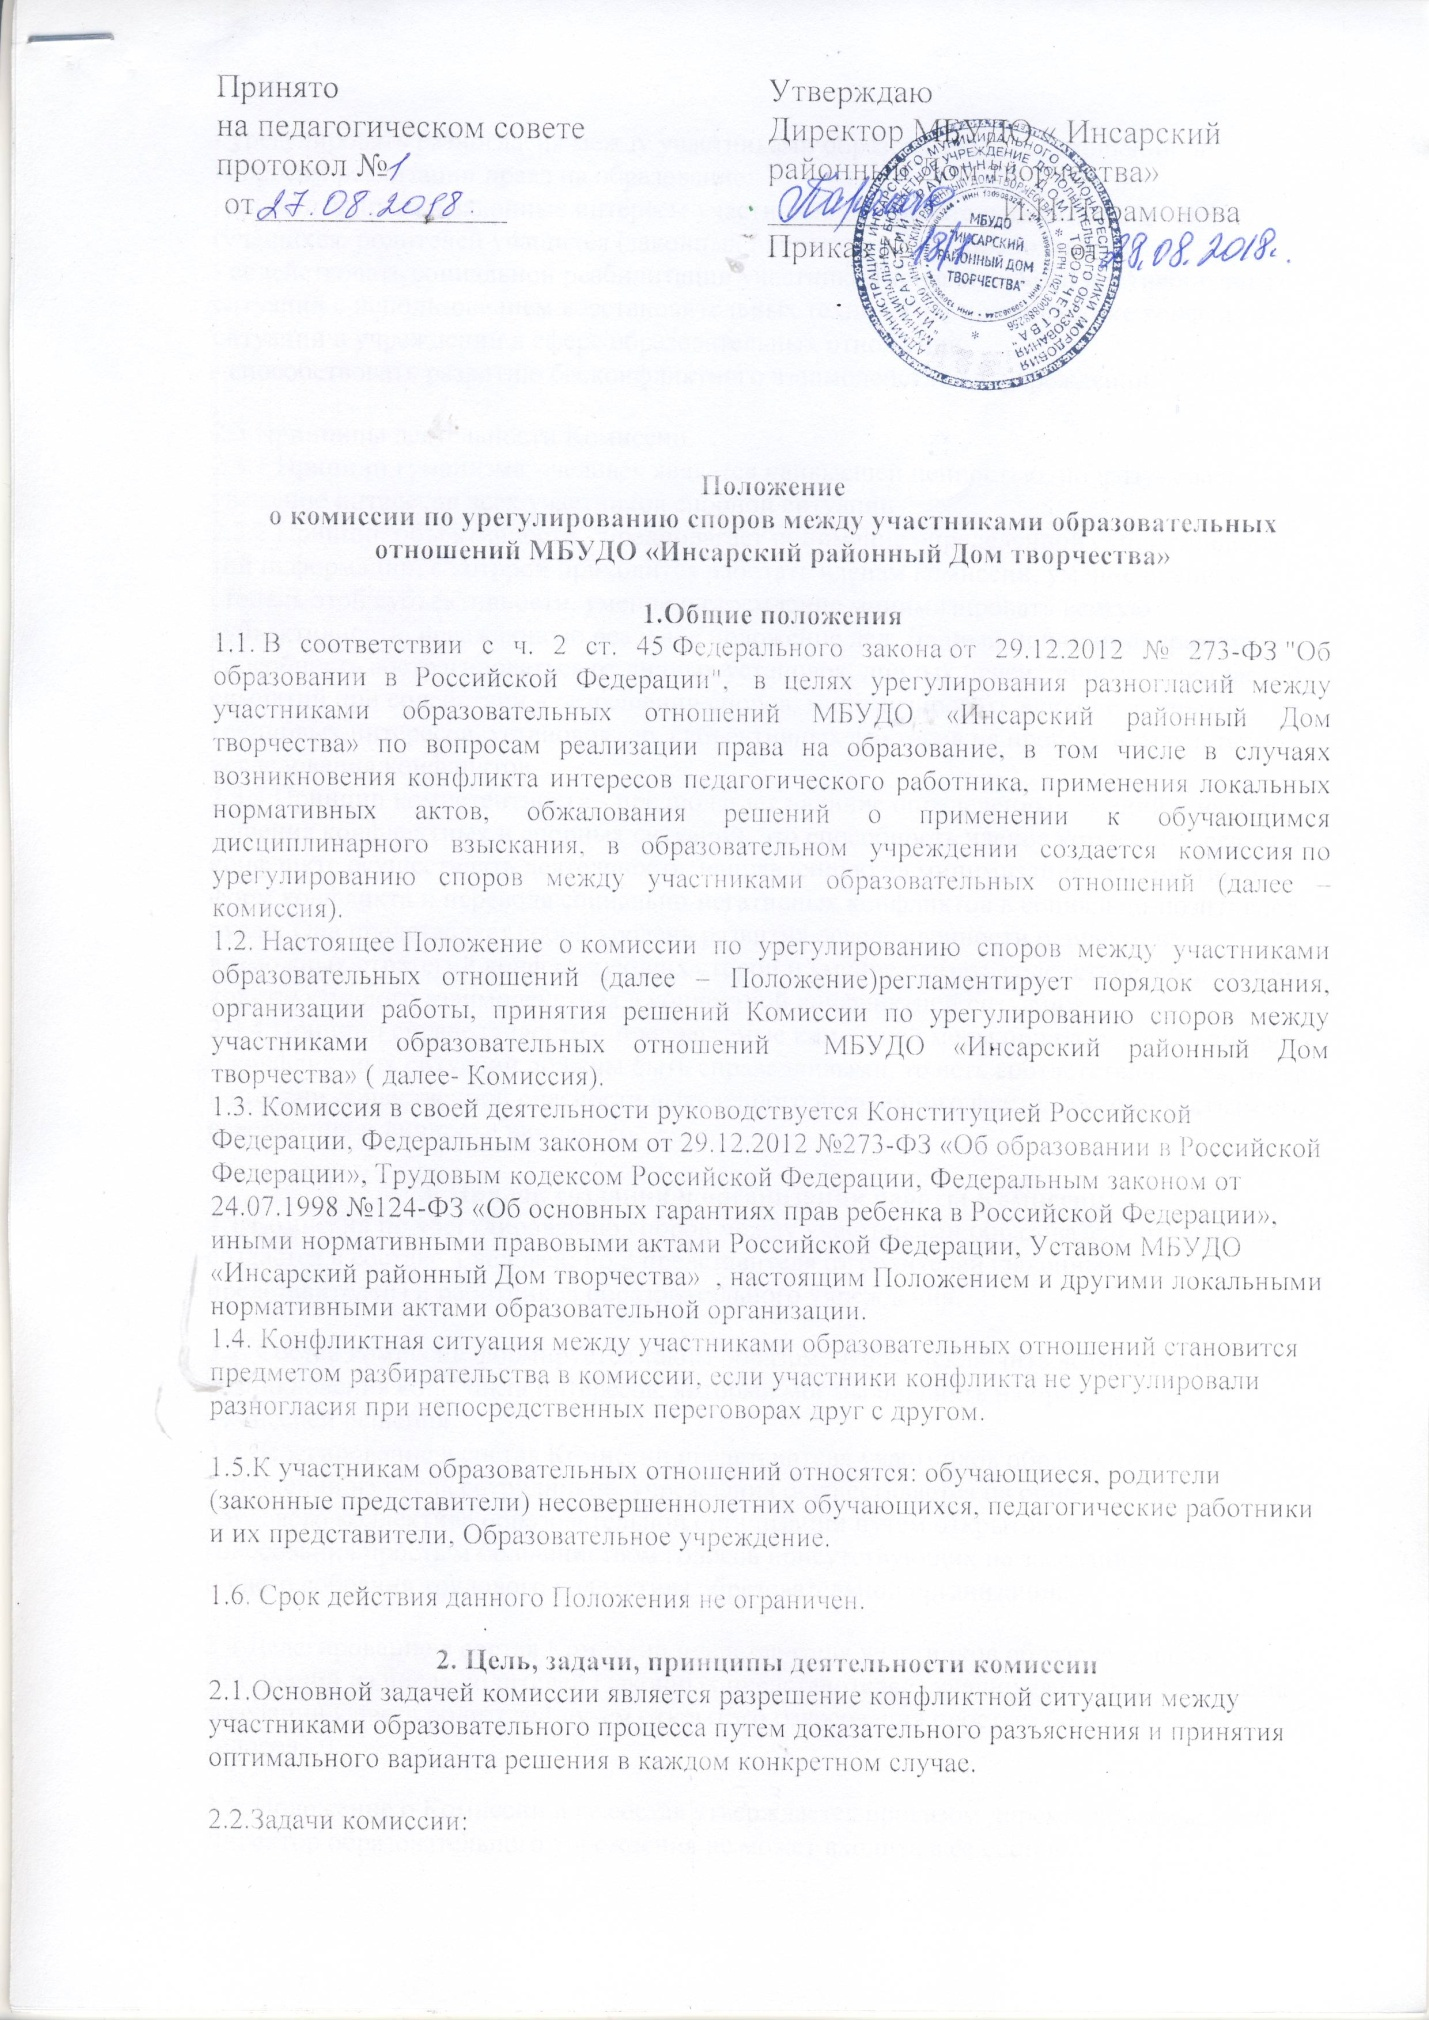 Принято
на педагогическом совете
протокол №1
от 27.08.2018.
Утверждаю
Директор МБУДО « Инсарский
районный Дом творчества»
Парамонова
Приказ №
29.08.2018г.
МБУДО
"ИНСАРСКИЙ
РАЙОННЫЙ ДОМ
ТВОРЧЕСТВА"
Положение
о комиссии по урегулированию споров между участниками образовательных
отношений МБУДО «Инсарский районный Дом творчества»
1.Общие положения
1.1. В соответствии с ч. 2 ст. 45 Федерального закона от 29.12.2012 № 273-ФЗ "Об
образовании в Российской Федерации", в целях урегулирования разногласий между
участниками образовательных отношений МБУДО «Инсарский районный Дом
творчества» по вопросам реализации права на образование, в том числе в случаях
возникновения конфликта интересов педагогического работника, применения локальных
нормативных актов, обжалования решений о применении к обучающимся
дисциплинарного взыскания, в образовательном учреждении создается комиссия по
урегулированию споров между участниками образовательных отношений (далее –
комиссия).
1.2. Настоящее Положение о комиссии по урегулированию споров между участниками
образовательных отношений (далее – Положение)регламентирует порядок создания,
организации работы, принятия решений Комиссии по урегулированию споров между
участниками образовательных отношений МБУДО «Инсарский районный Дом
творчества» ( далее- Комиссия).
1.3. Комиссия в своей деятельности руководствуется Конституцией Российской
Федерации, Федеральным законом от 29.12.2012 №273-ФЗ «Об образовании в Российской
Федерации», Трудовым кодексом Российской Федерации, Федеральным законом от
24.07.1998 №124-ФЗ «Об основных гарантиях прав ребенка в Российской Федерации»,
иными нормативными правовыми актами Российской Федерации, Уставом МБУДО
«Инсарский районный Дом творчества» , настоящим Положением и другими локальными
нормативными актами образовательной организации.
1.4. Конфликтная ситуация между участниками образовательных отношений становится
предметом разбирательства в комиссии, если участники конфликта не урегулировали
разногласия при непосредственных переговорах друг с другом.
1.5.К участникам образовательных отношений относятся: обучающиеся, родители
(законные представители) несовершеннолетних обучающихся, педагогические работники
и их представители, Образовательное учреждение.
1.6. Срок действия данного Положения не ограничен.
2. Цель, задачи, принципы деятельности комиссии
2.1.Основной задачей комиссии является разрешение конфликтной ситуации между
участниками образовательного процесса путем доказательного разъяснения и принятия
оптимального варианта решения в каждом конкретном случае.
2.2.Задачи комиссии: